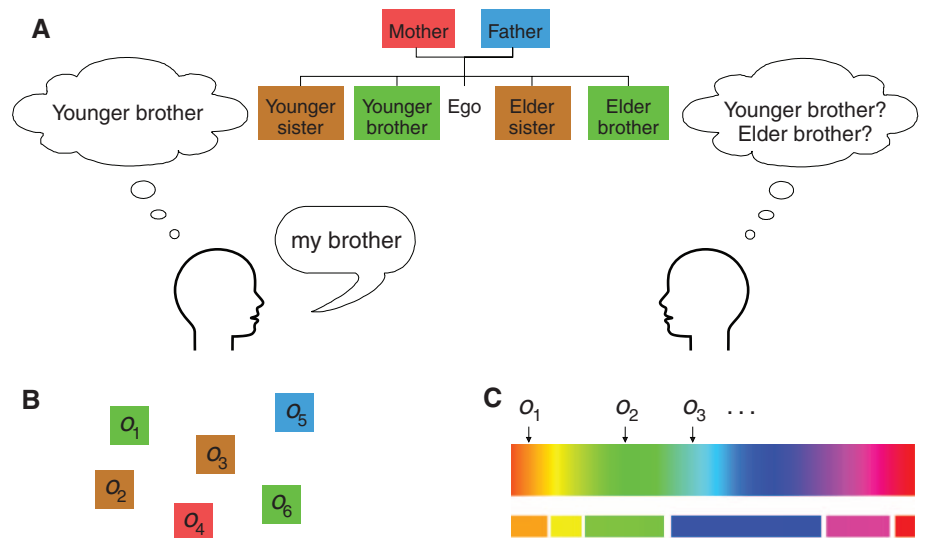 A
Mother
Father
Younger brother
Younger
sister
Younger
brother
Ego
Elder
sister
Elder
brother
Younger brother?
Elder brother?
my brother
B
o1
o5
o3
o2
o4
o6
C
o1 o2 o3 ...